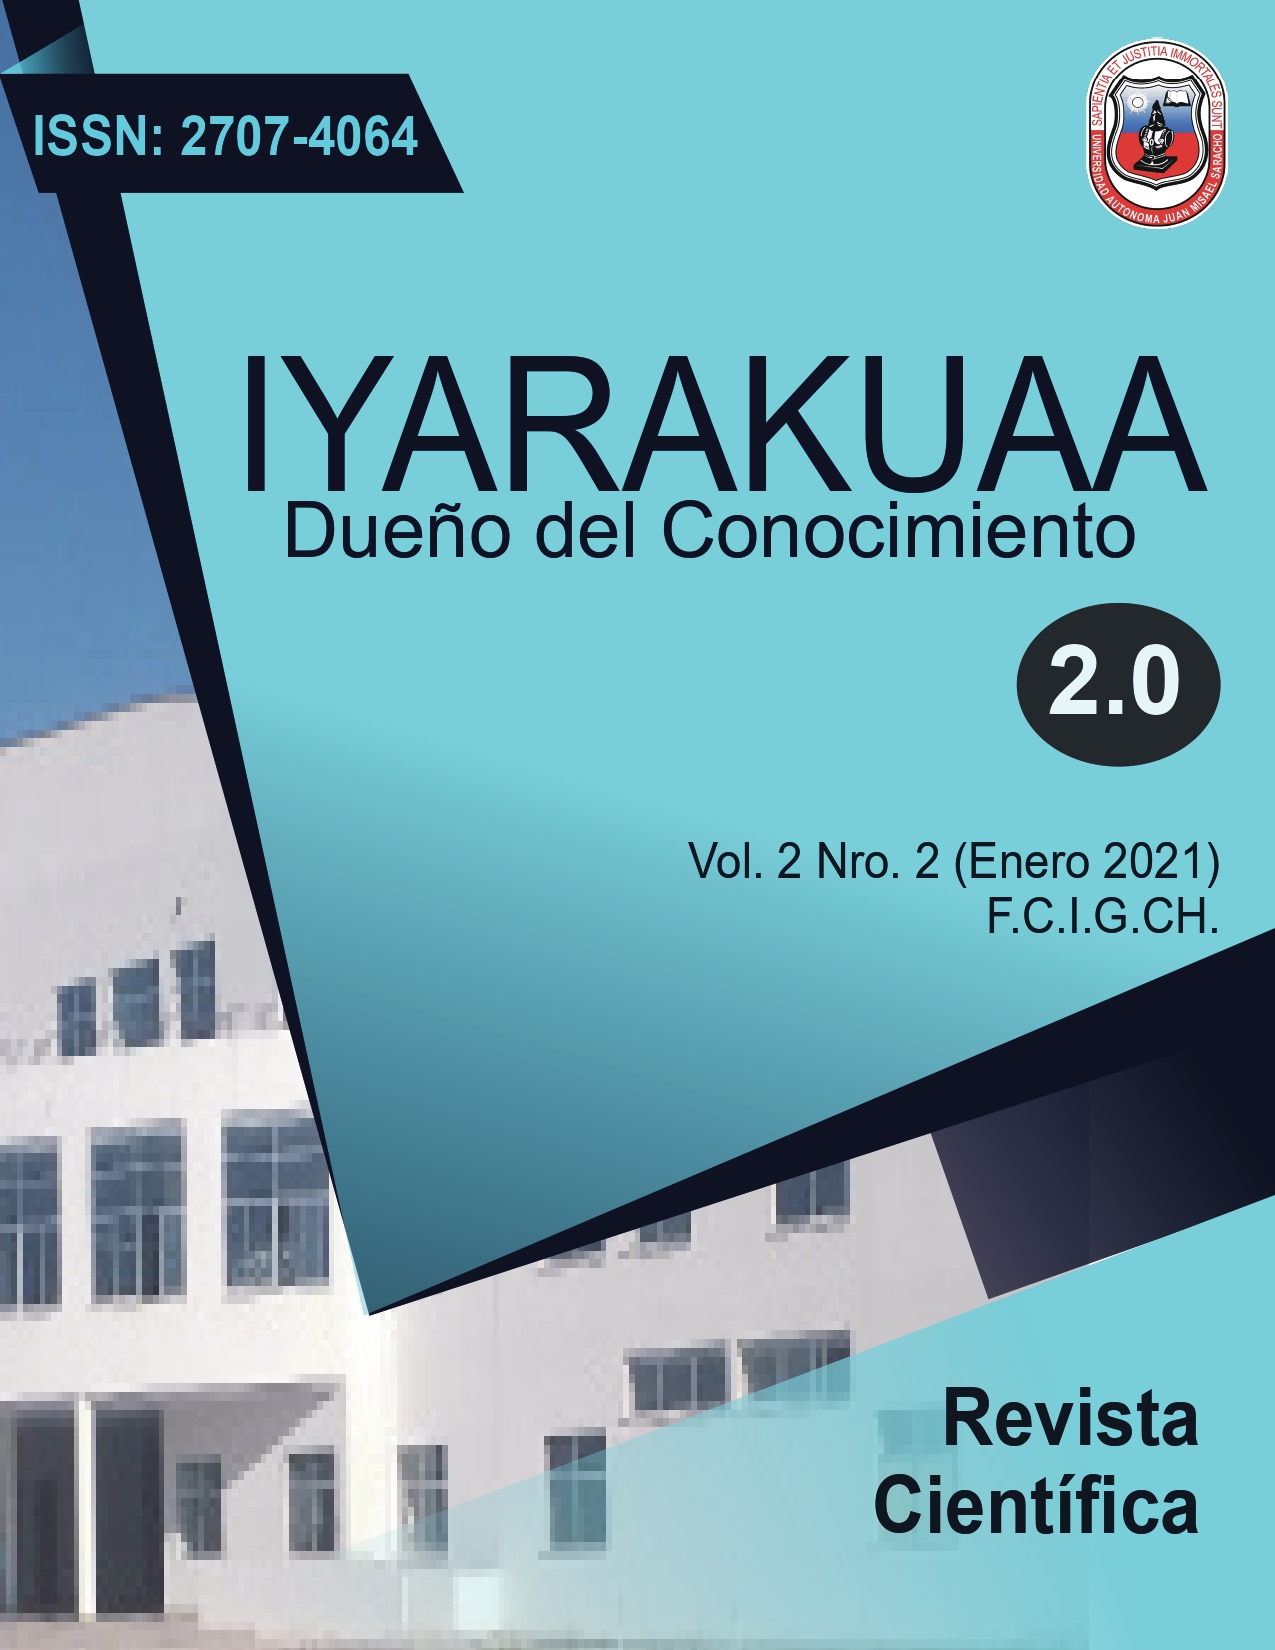 ISSN: 2707-4064
SAPIENTIA ET JUSTITIA IMMORTALES SUNT
UNIVERSIDAD AUTONOMA JUAN MISAEL SARACHO
IYARAKUAA
Dueño del Conocimiento
2.0
Vol. 2 Nro. 2 (Enero 2021)
F.C.I.G.CH.
Revista
Científica